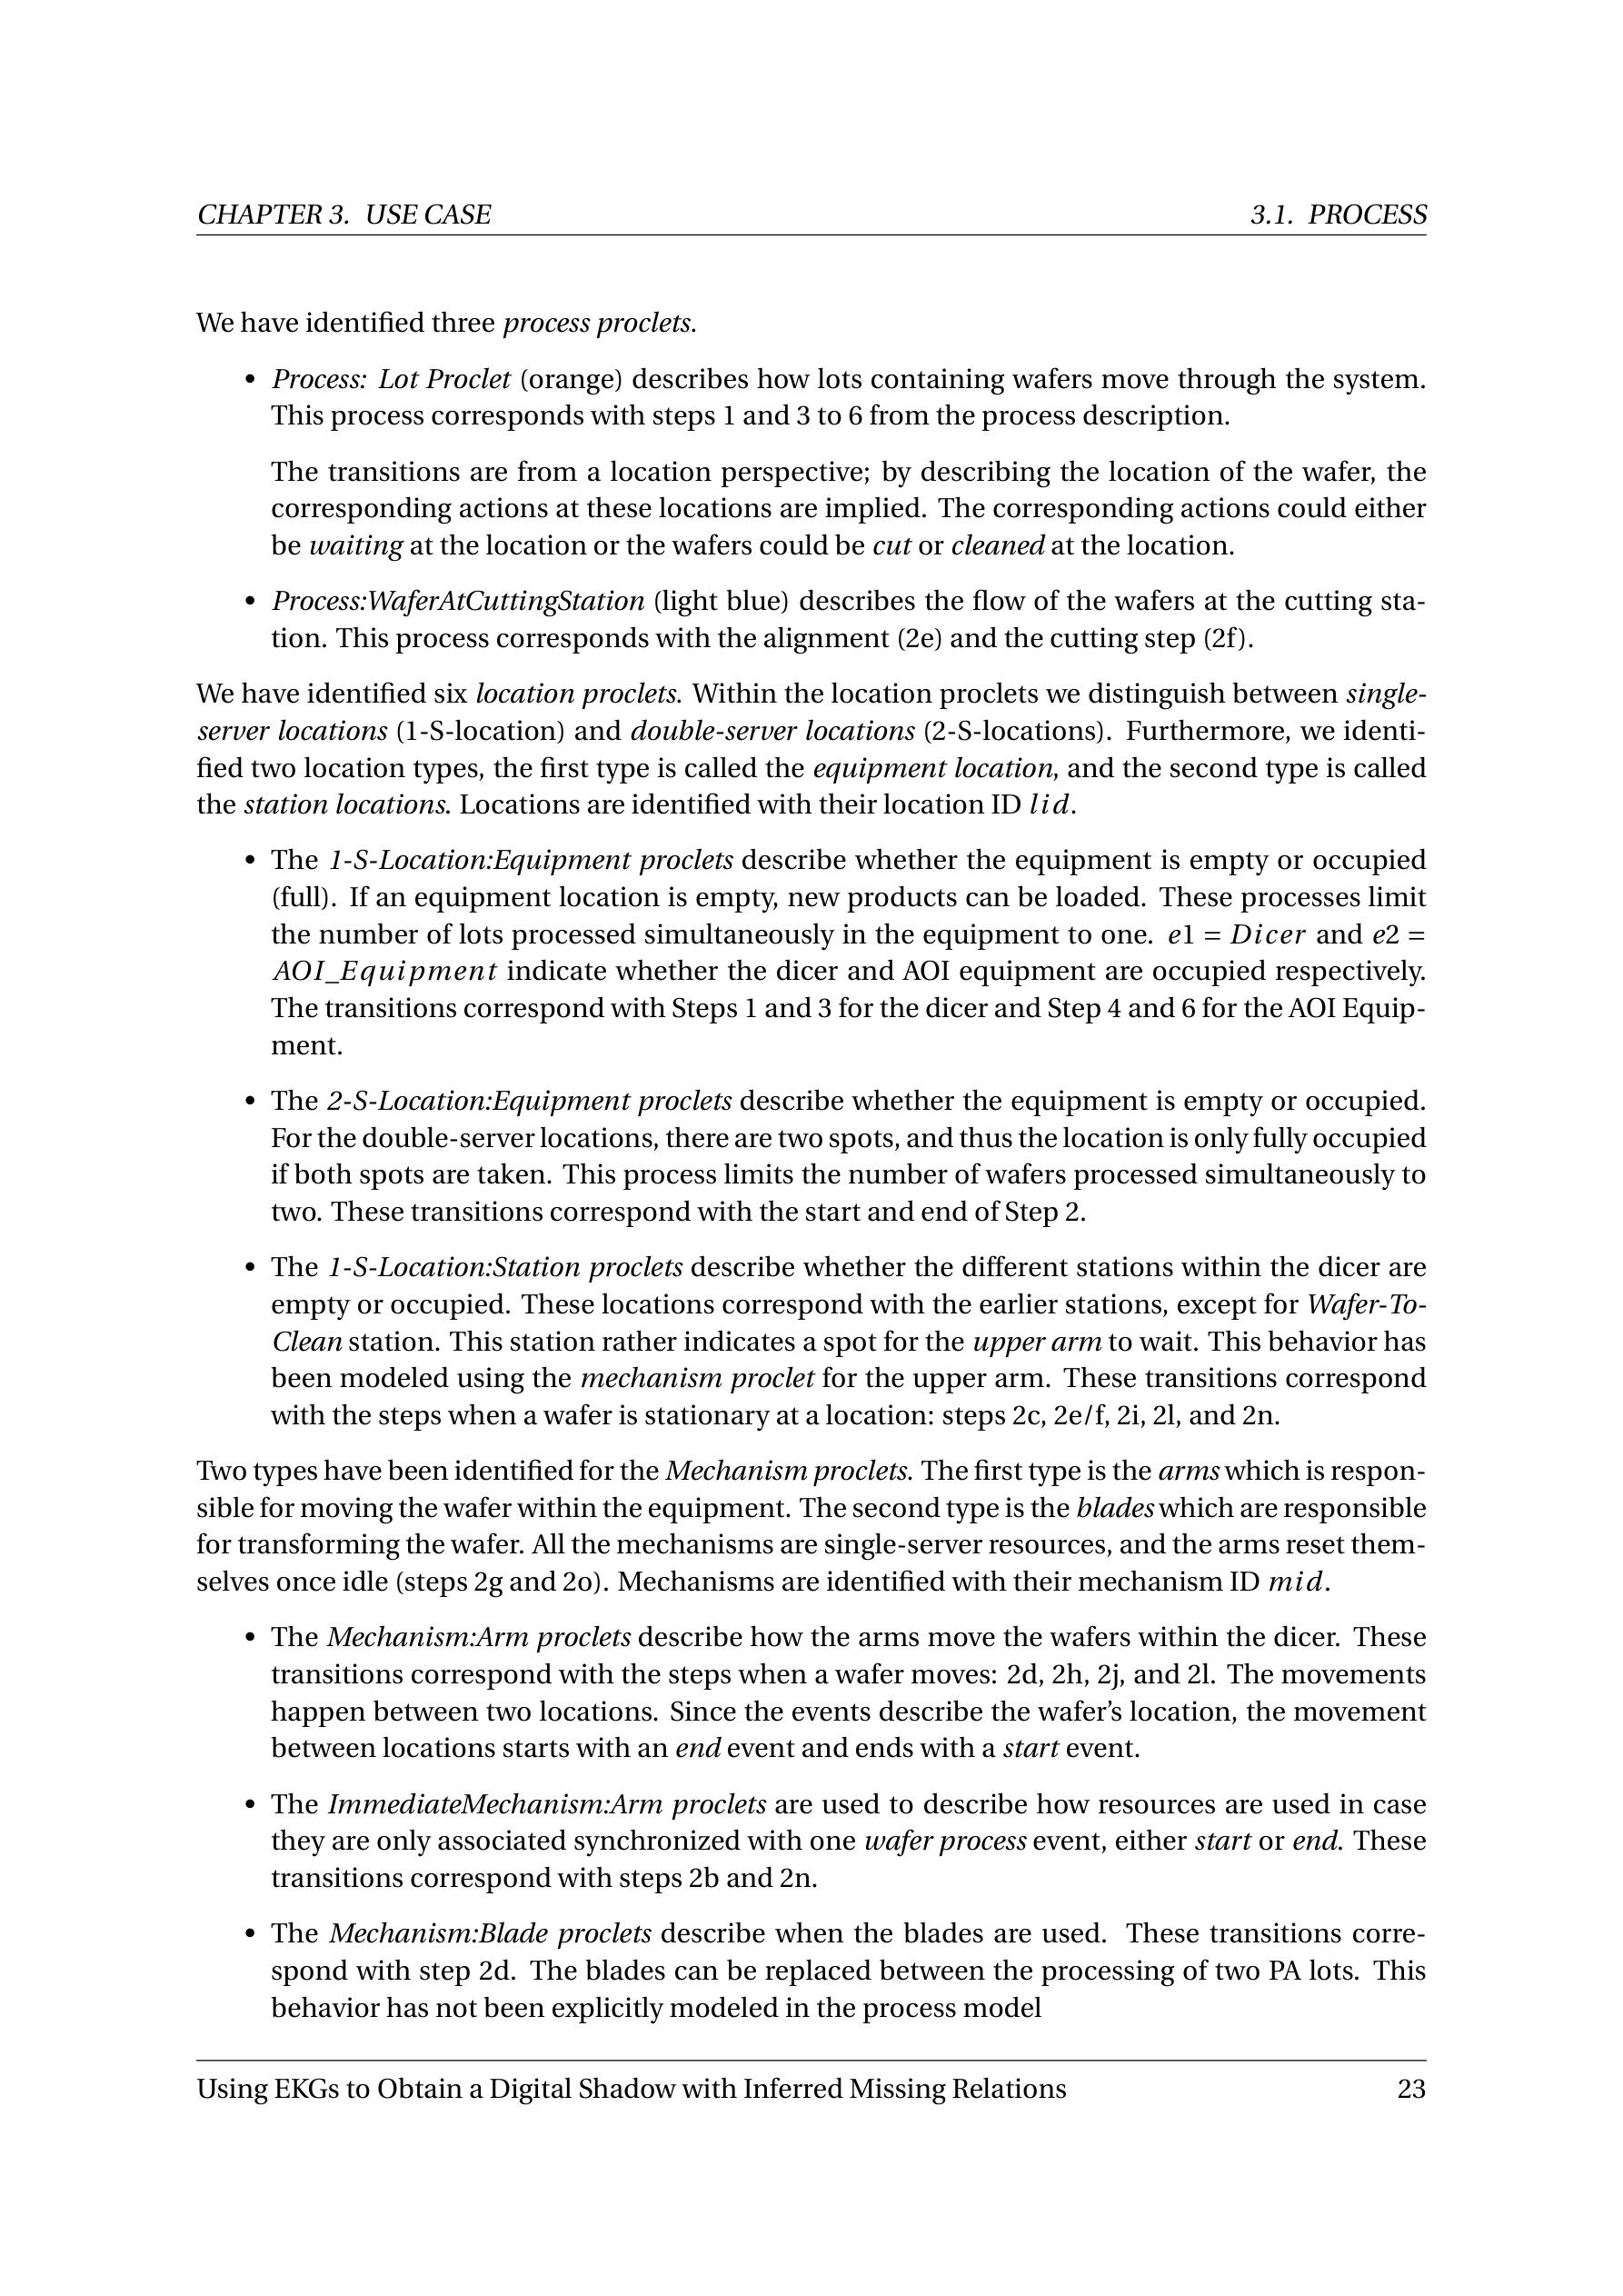 CHAPTER 3. USE CASE 3.1. PROCESS
We have identified three process proclets.
• Process: Lot Proclet (orange) describes how lots containing wafers move through the system.
This process corresponds with steps 1 and 3 to 6 from the process description.
The transitions are from a location perspective; by describing the location of the wafer, the
corresponding actions at these locations are implied. The corresponding actions could either
be waiting at the location or the wafers could be cut or cleaned at the location.
• Process:WaferAtCuttingStation (light blue) describes the flow of the wafers at the cutting sta-
tion. This process corresponds with the alignment (2e) and the cutting step (2f).
We have identified six location proclets. Within the location proclets we distinguish between single-
server locations (1-S-location) and double-server locations (2-S-locations). Furthermore, we identi-
fied two location types, the first type is called the equipment location, and the second type is called
the station locations. Locations are identified with their location ID lid.
• The 1-S-Location:Equipment proclets describe whether the equipment is empty or occupied
(full). If an equipment location is empty, new products can be loaded. These processes limit
the number of lots processed simultaneously in the equipment to one. e1 = Dicer and e2 =
AOI_Equipment indicate whether the dicer and AOI equipment are occupied respectively.
The transitions correspond with Steps 1 and 3 for the dicer and Step 4 and 6 for the AOI Equip-
ment.
• The 2-S-Location:Equipment proclets describe whether the equipment is empty or occupied.
For the double-server locations, there are two spots, and thus the location is only fully occupied
if both spots are taken. This process limits the number of wafers processed simultaneously to
two. These transitions correspond with the start and end of Step 2.
• The 1-S-Location:Station proclets describe whether the different stations within the dicer are
empty or occupied. These locations correspond with the earlier stations, except for Wafer-To-
Clean station. This station rather indicates a spot for the upper arm to wait. This behavior has
been modeled using the mechanism proclet for the upper arm. These transitions correspond
with the steps when a wafer is stationary at a location: steps 2c, 2e/f, 2i, 2l, and 2n.
Two types have been identified for the Mechanism proclets. The first type is the arms which is respon-
sible for moving the wafer within the equipment. The second type is the blades which are responsible
for transforming the wafer. All the mechanisms are single-server resources, and the arms reset them-
selves once idle (steps 2g and 2o). Mechanisms are identified with their mechanism ID mid.
• The Mechanism:Arm proclets describe how the arms move the wafers within the dicer. These
transitions correspond with the steps when a wafer moves: 2d, 2h, 2j, and 2l. The movements
happen between two locations. Since the events describe the wafer's location, the movement
between locations starts with an end event and ends with a start event.
• The ImmediateMechanism:Arm proclets are used to describe how resources are used in case
they are only associated synchronized with one wafer process event, either start or end. These
transitions correspond with steps 2b and 2n.
• The Mechanism:Blade proclets describe when the blades are used. These transitions corre-
spond with step 2d. The blades can be replaced between the processing of two PA lots. This
behavior has not been explicitly modeled in the process model
Using EKGs to Obtain a Digital Shadow with Inferred Missing Relations 23